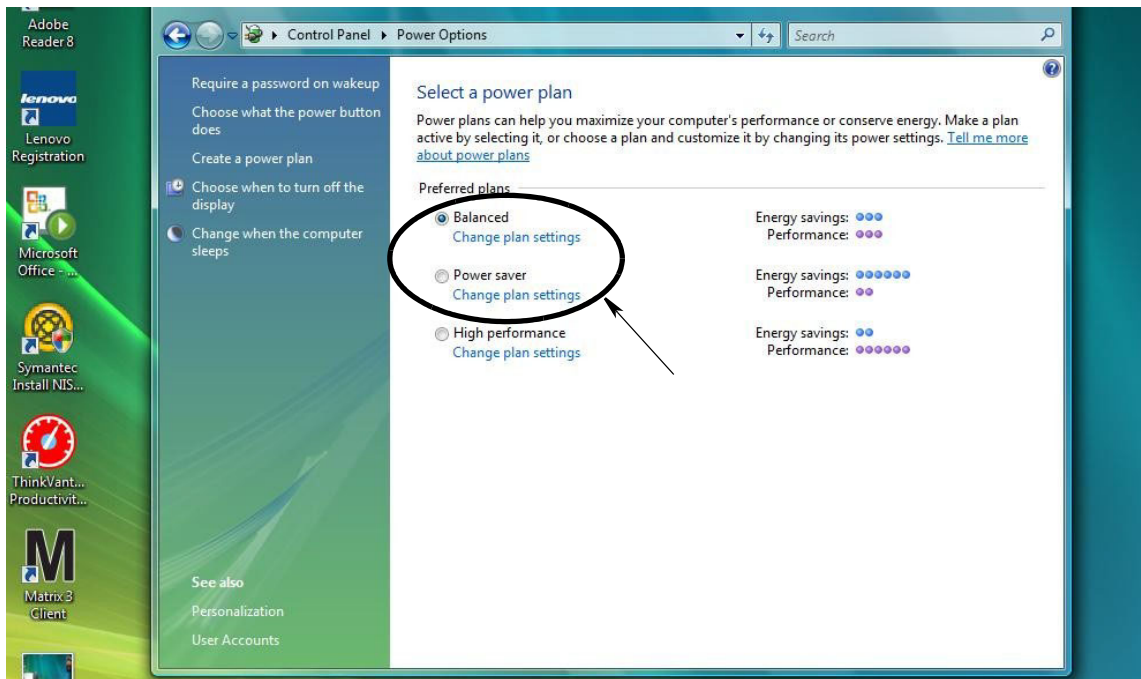 Adobe
Reader 8
lenovo
Lenovo
Registration
Microsoft
Office - ...
Symantec
Install NIS...
ThinkVant...
Productivit...
M
Matrix 3
Client
Control Panel
Power Options
Search
Require a password on wakeup
Choose what the power button
does
Create a power plan
Choose when to turn off the
display
Change when the computer
sleeps
See also
Personalization
User Accounts
Select a power plan
Power plans can help you maximize your computer's performance or conserve energy. Make a plan
active by selecting it, or choose a plan and customize it by changing its power settings. Tell me more
about power plans
Preferred plans
Balanced
Energy savings:
Change plan settings
Performance:
Power saver
Energy savings:
Change plan settings
Performance:
High performance
Energy savings:
Change plan settings
Performance: